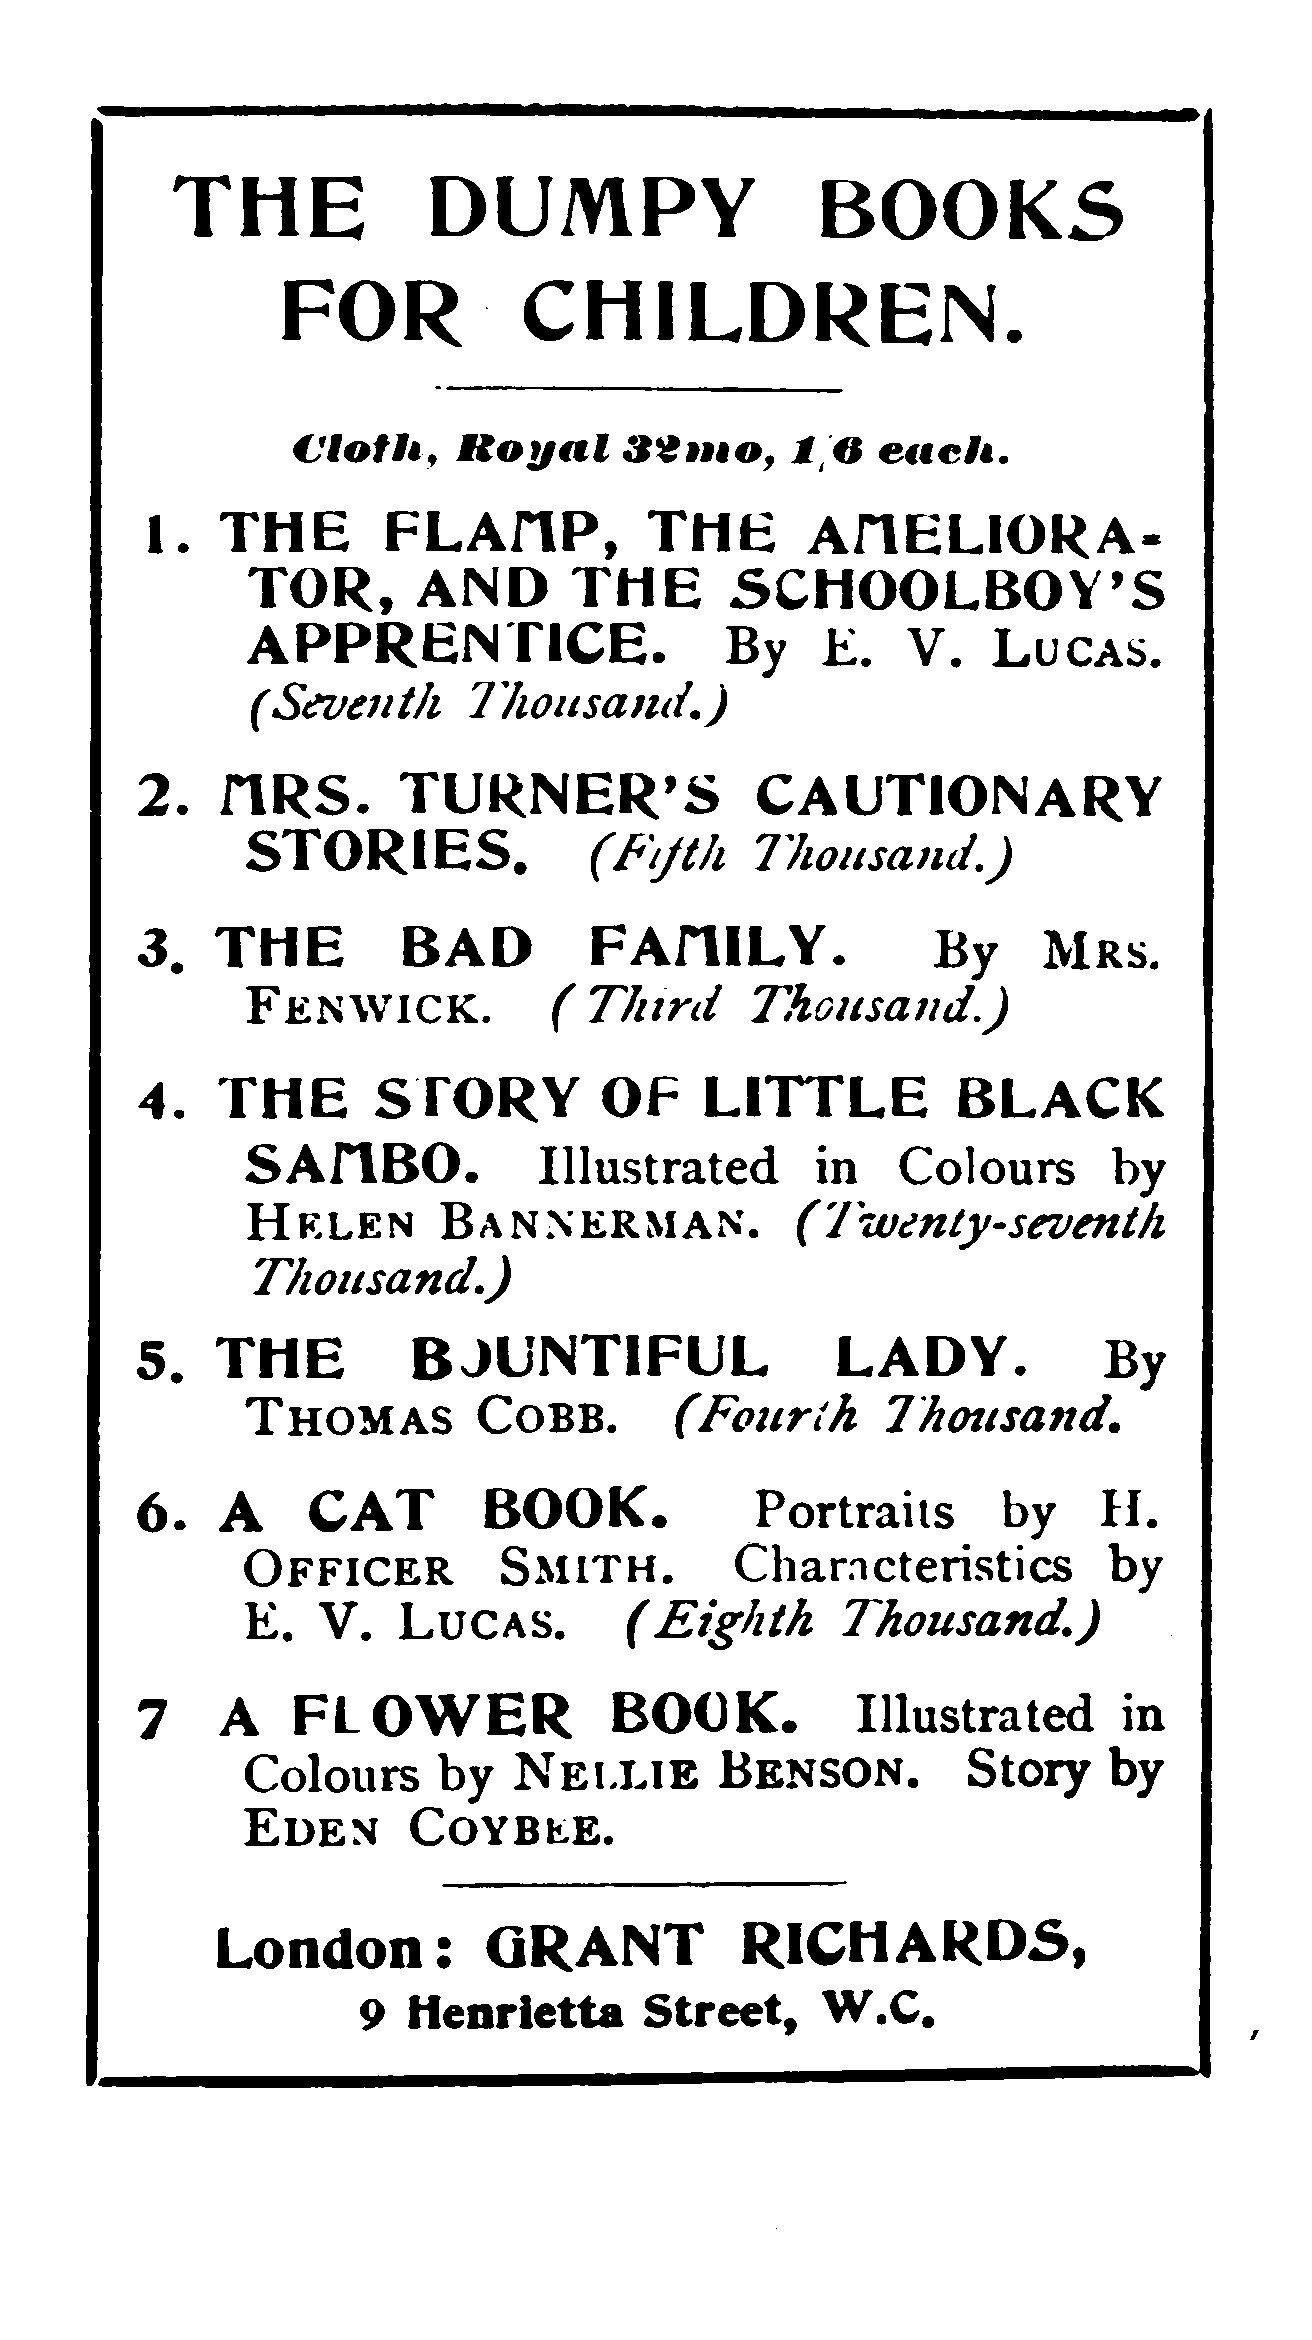 THE DUMPY BOOKS
FOR CHILDREN.
Cloth, Royal 32mo, 1/6 each.
1. THE FLAMP, THE AMELIORA-
TOR, AND THE SCHOOLBOY'S
APPRENTICE. By E. V. LUCAS.
(Seventh Thousand.)
2. MRS. TURNER'S CAUTIONARY
STORIES. (Fifth Thousand.)
3. THE BAD FAMILY. By MRS.
FENWICK. (Third Thousand.)
4. THE STORY OF LITTLE BLACK
SAMBO. Illustrated in Colours by
HELEN BANNERMAN. (Twenty-seventh
Thousand.)
5. THE BOUNTIFUL LADY. By
THOMAS COBB. (Fourth Thousand.
6. A CAT BOOK. Portraits by H.
OFFICER SMITH. Characteristics by
E. V. LUCAS. (Eighth Thousand.)
7 A FLOWER BOOK. Illustrated in
Colours by NELLIE BENSON. Story by
EDEN COYBEE.
London: GRANT RICHARDS,
9 Henrietta Street, W.C.